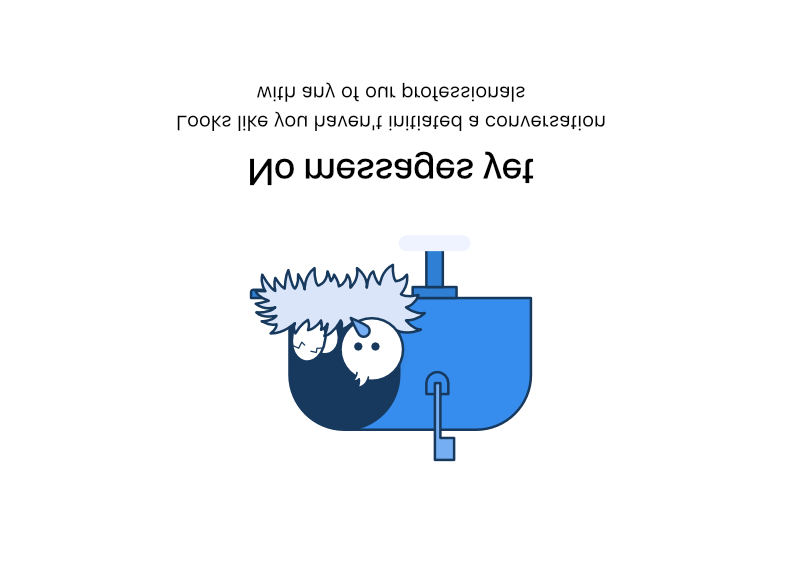 No messages yet
Looks like you haven't initiated a conversation
with any of our professionals